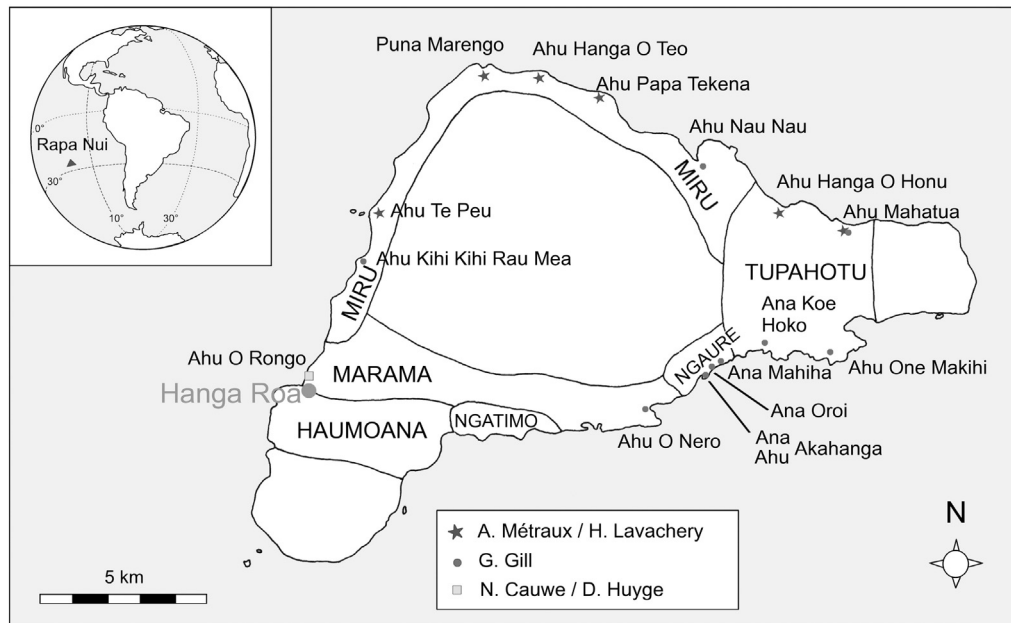 Rapa Nui
0°
30°
10°
30°
Puna Marengo
Ahu Hanga O Teo
Ahu Papa Tekena
Ahu Nau Nau
MIRU
Ahu Hanga O Honu
Ahu Te Peu
Ahu Mahatua
Ahu Kihi Kihi Rau Mea
TUPAHOTU
MIRU
Ana Koe
Hoko
Ahu O Rongo
NGAURE
MARAMA
Ana Mahiha
Ahu One Makihi
Hanga Roa
Ana Oroi
HAUMOANA
NGATIMO
Ahu O Nero
Ana
Ahu
Akahanga
A. Métraux / H. Lavachery
G. Gill
N. Cauwe / D. Huyge
N
5 km